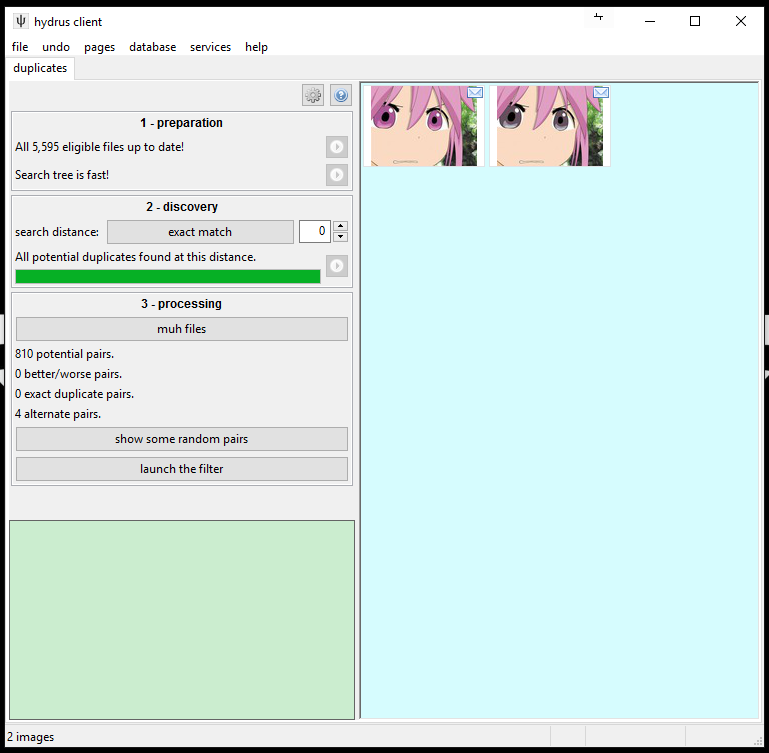 hydrus client
file undo pages database services help
duplicates
1 - preparation
All 5,595 eligible files up to date!
Search tree is fast!
2 - discovery
search distance: exact match 0
All potential duplicates found at this distance.
3 - processing
muh files
810 potential pairs.
0 better/worse pairs.
0 exact duplicate pairs.
4 alternate pairs.
show some random pairs
launch the filter
2 images